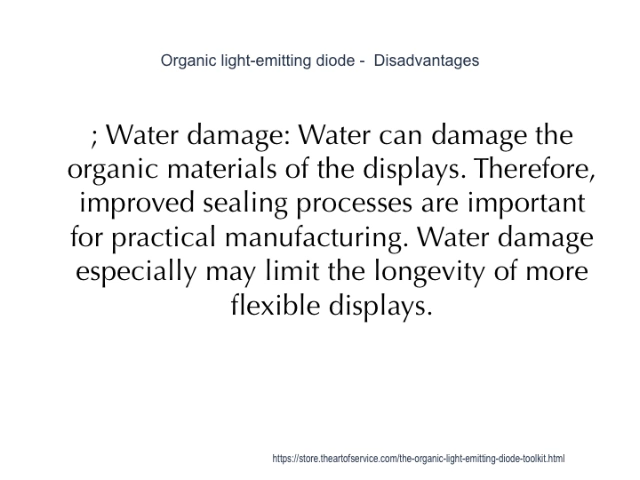 Organic light-emitting diode -  Disadvantages
; Water damage: Water can damage the
organic materials of the displays. Therefore,
improved sealing processes are important
for practical manufacturing. Water damage
especially may limit the longevity of more
flexible displays.
https://store.theartofservice.com/the-organic-light-emitting-diode-toolkit.html